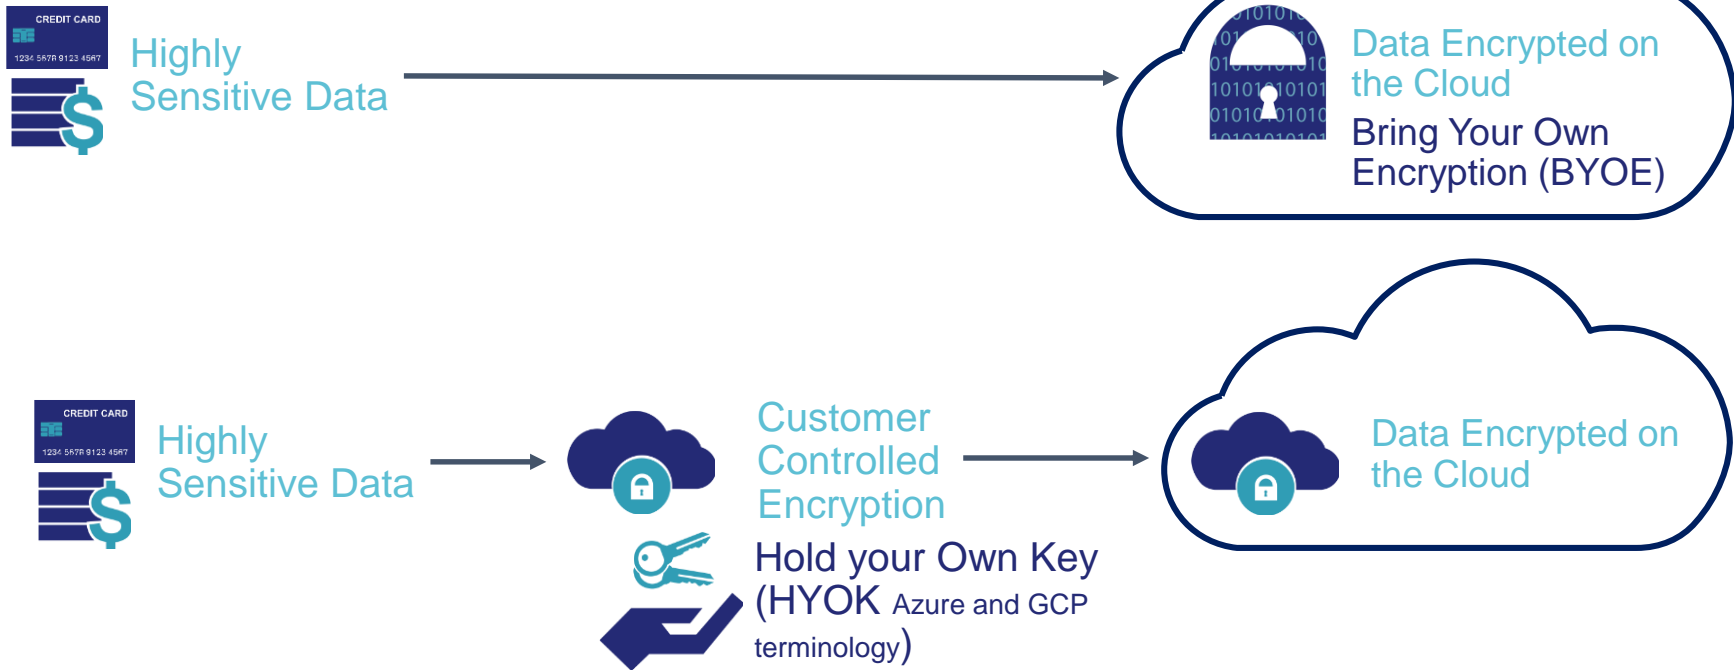 CREDIT CARD
1234 567R 9123 4567
Highly
Sensitive Data
Data Encrypted on
the Cloud
Bring Your Own
Encryption (BYOE)
CREDIT CARD
1234 567R 9123 4567
Highly
Sensitive Data
Customer
Controlled
Encryption
Hold your Own Key
(HYOK Azure and GCP
terminology)
Data Encrypted on
the Cloud